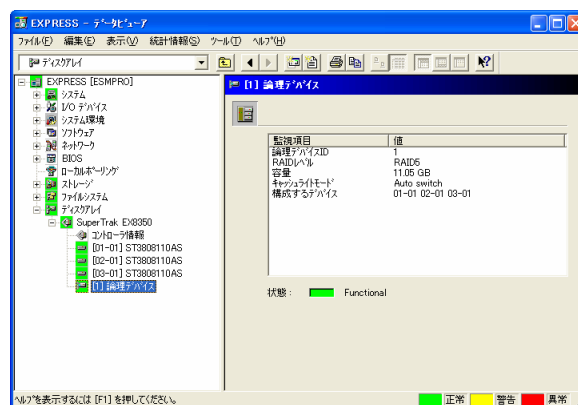 EXPRESS - ﾃﾞｰﾀﾋﾞｭｰｱ
ﾌｧｲﾙ(F) 編集(E) 表示(V) 統計情報(S) ﾂｰﾙ(T) ﾍﾙﾌﾟ(H)
ﾃﾞｨｽｸｱﾚｲ
EXPRESS [ESMPRO]
ｼｽﾃﾑ
I/O ﾃﾞﾊﾞｲｽ
ｼｽﾃﾑ環境
ｿﾌﾄｳｪｱ
ﾈｯﾄﾜｰｸ
BIOS
ﾛｰｶﾙﾎﾟｰﾘﾝｸﾞ
ｽﾄﾚｰｼﾞ
ﾌｧｲﾙｼｽﾃﾑ
ﾃﾞｨｽｸｱﾚｲ
SuperTrak EX8350
ｺﾝﾄﾛｰﾗ情報
[01-01] ST3808110AS
[02-01] ST3808110AS
[03-01] ST3808110AS
[1] 論理ﾃﾞﾊﾞｲｽ
[1] 論理ﾃﾞﾊﾞｲｽ
監視項目 値
論理ﾃﾞﾊﾞｲｽID 1
RAIDﾚﾍﾞﾙ RAID5
容量 11.05 GB
ｷｬｯｼｭﾗｲﾄﾓｰﾄﾞ Auto switch
構成するﾃﾞﾊﾞｲｽ 01-01 02-01 03-01
状態 : Functional
ﾍﾙﾌﾟを表示するには [F1] を押してください。 正常 警告 異常